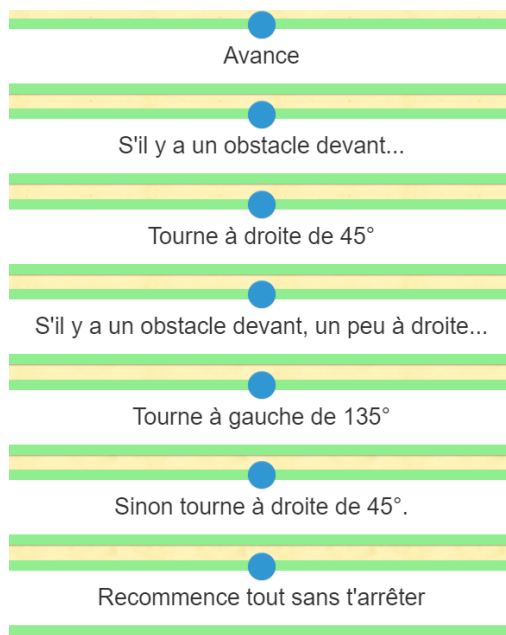 Avance
S'il y a un obstacle devant...
Tourne à droite de 45°
S'il y a un obstacle devant, un peu à droite...
Tourne à gauche de 135°
Sinon tourne à droite de 45°.
Recommence tout sans t'arrêter